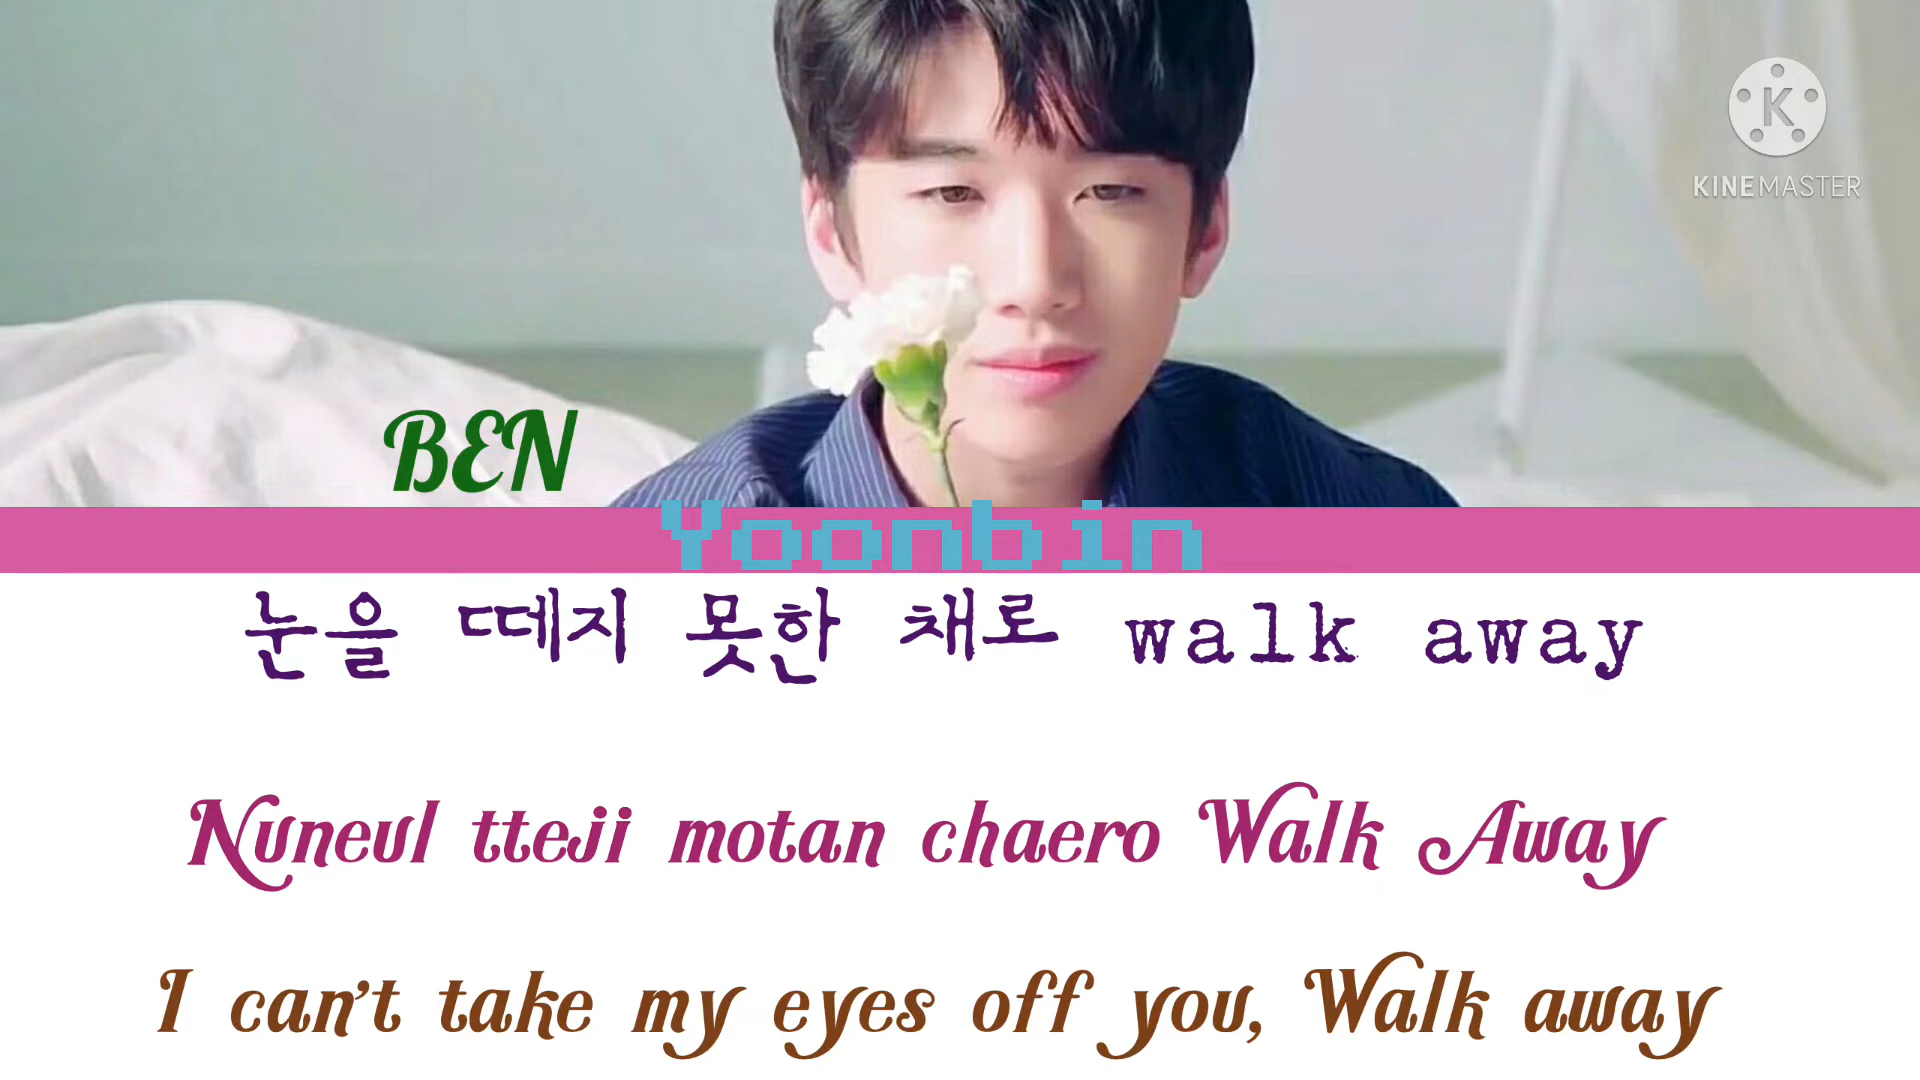 KINEMASTER
BEN
Yoonbin
눈을 떼지 못한 채로 walk away
Nuneul tteji motan chaero Walk Away
I can't take my eyes off you, Walk away